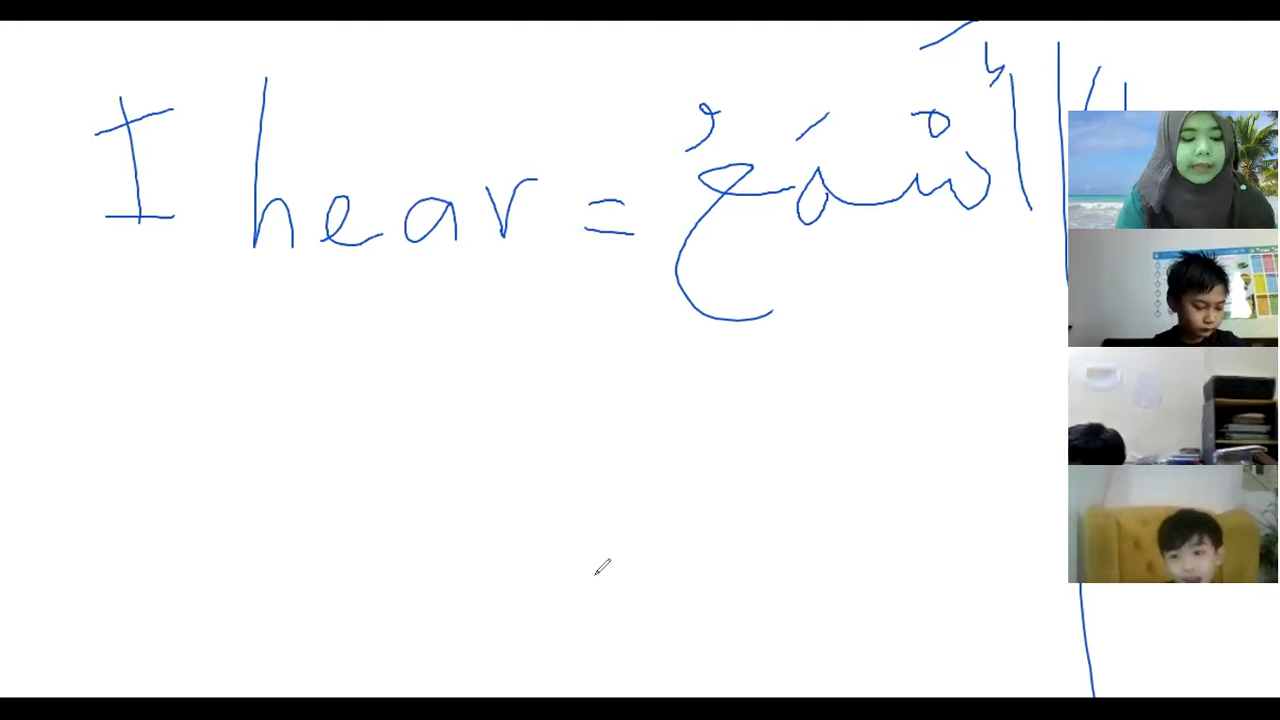 I hear = أَسْمَعُ